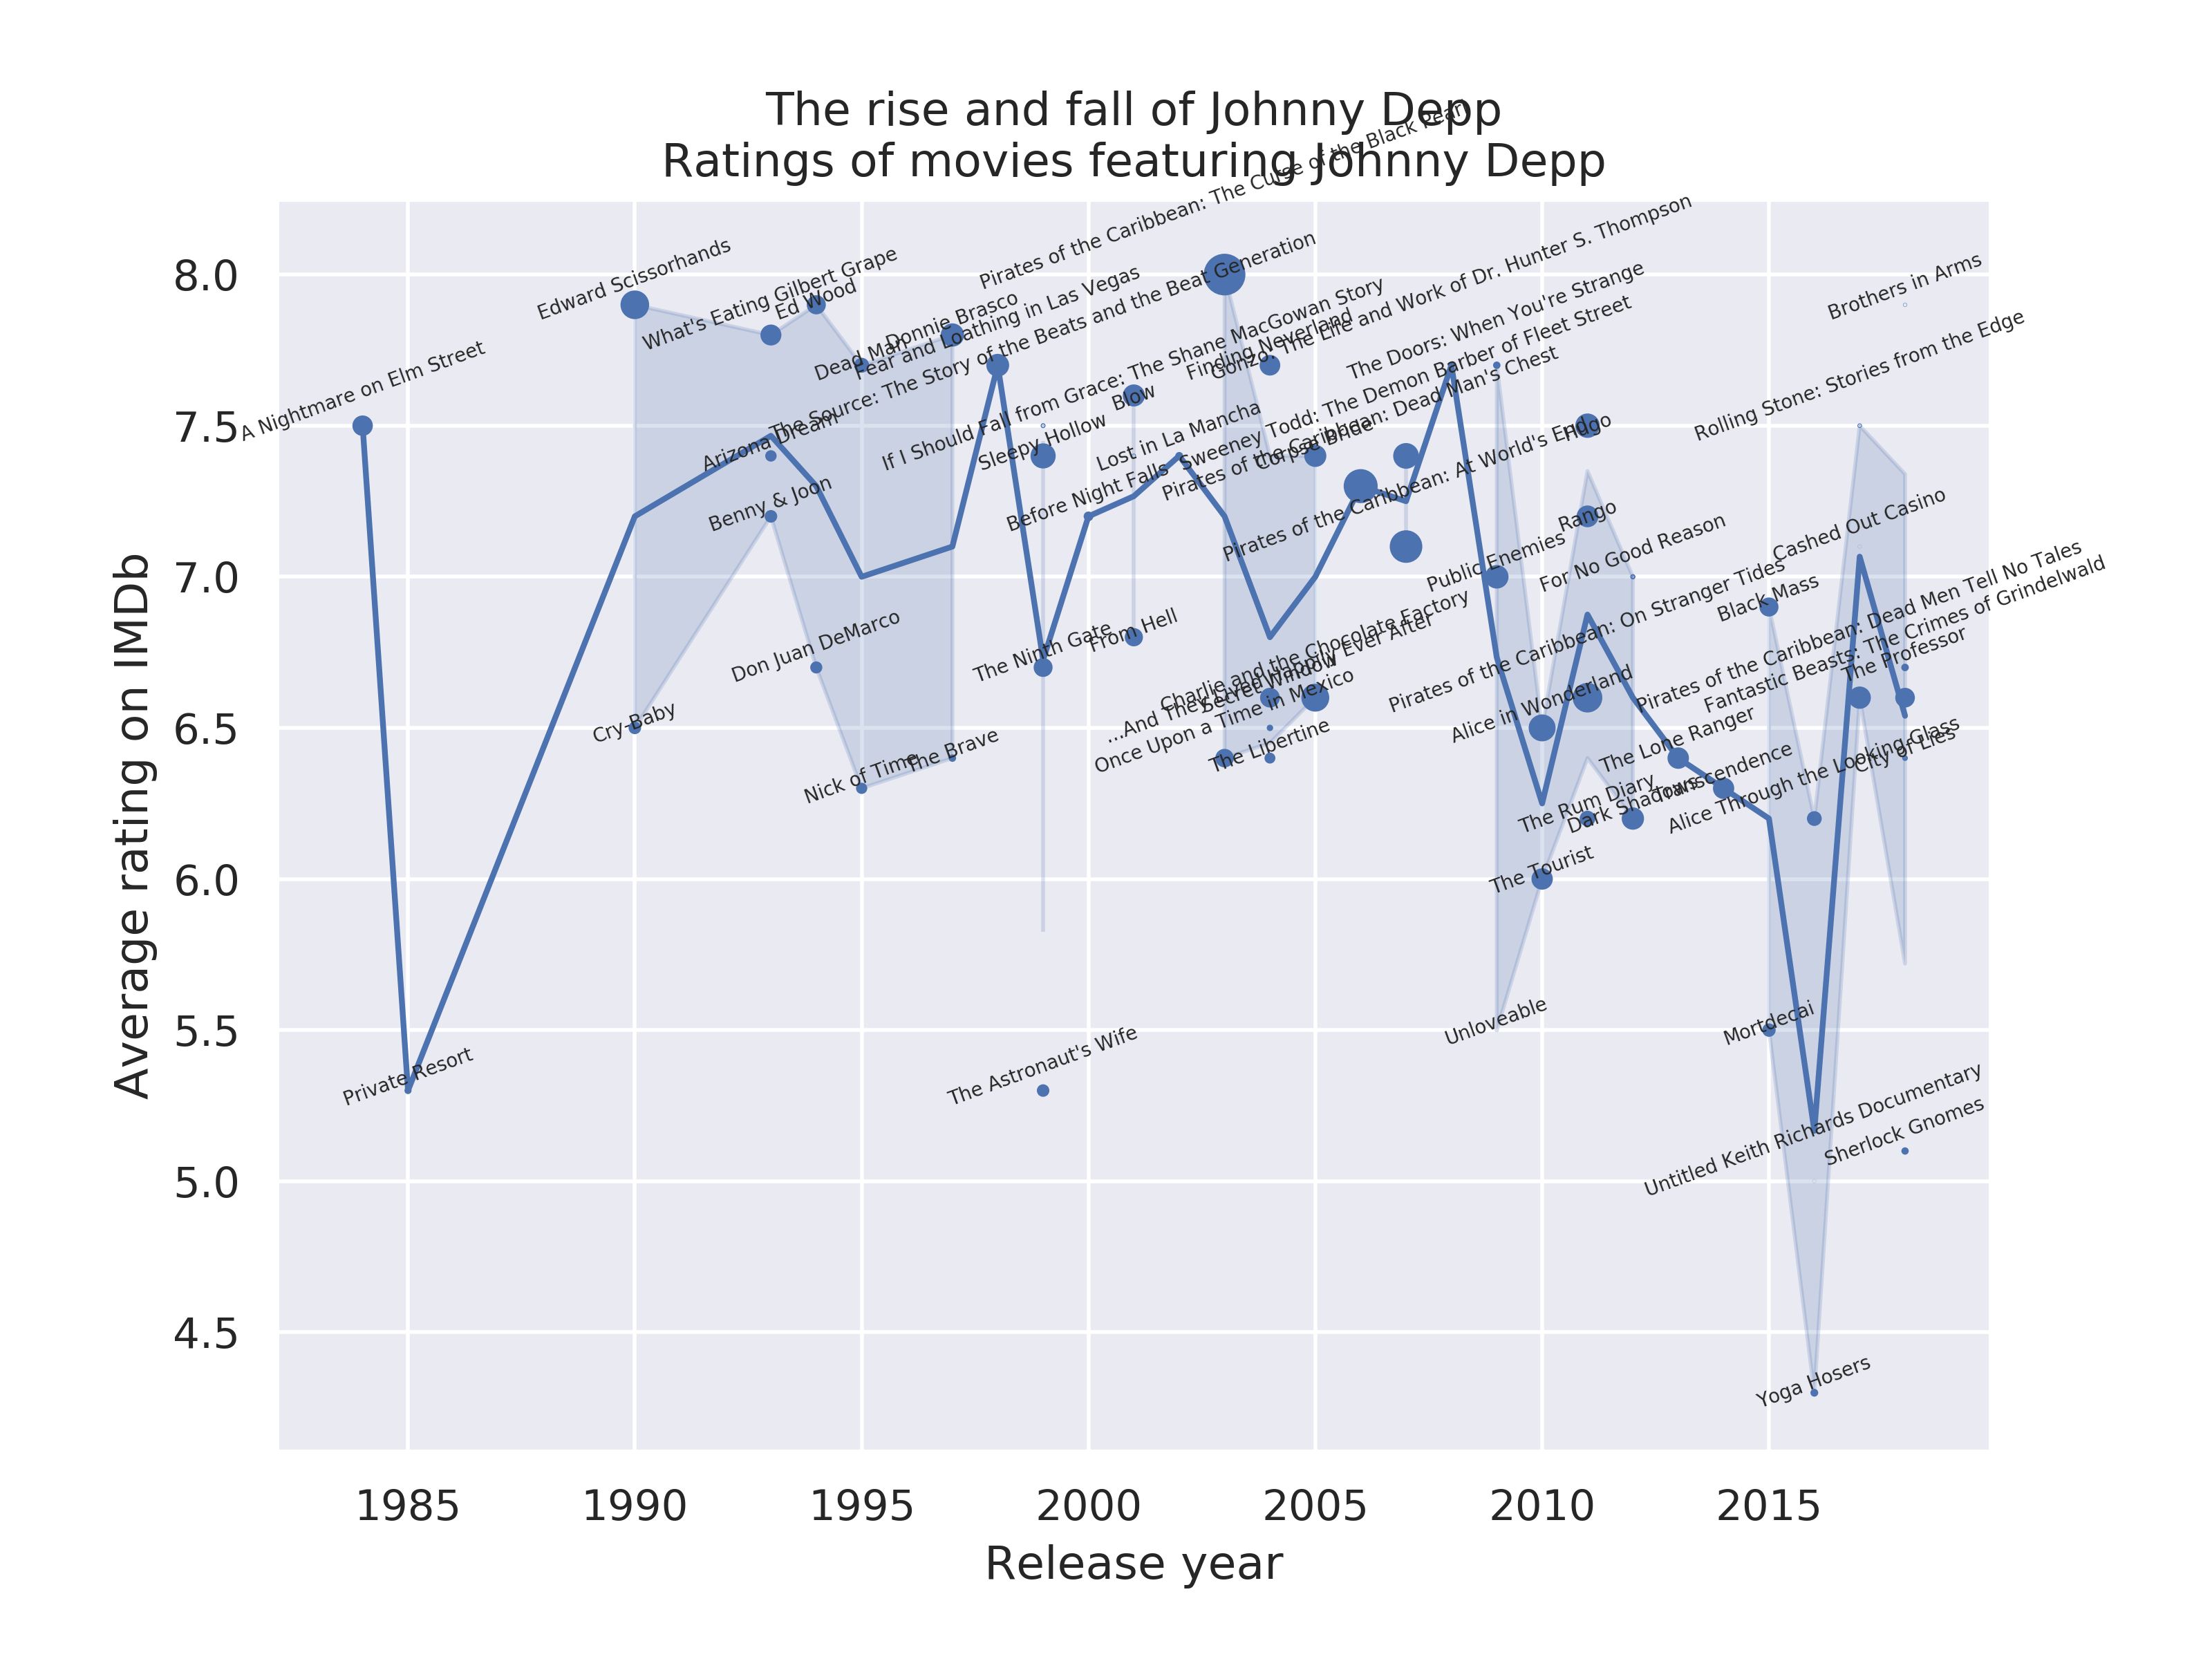 The rise and fall of Johnny Depp
Ratings of movies featuring Johnny Depp
Average rating on IMDb
8.0
7.5
7.0
6.5
6.0
5.5
5.0
4.5
A Nightmare on Elm Street
Private Resort
Edward Scissorhands
Cry-Baby
What's Eating Gilbert Grape
Arizona Dream
Benny & Joon
Ed Wood
Don Juan DeMarco
Dead Man
Nick of Time
Donnie Brasco
The Brave
Fear and Loathing in Las Vegas
The Source: The Story of the Beats and the Beat Generation
Sleepy Hollow
The Ninth Gate
The Astronaut's Wife
Before Night Falls
If I Should Fall from Grace: The Shane MacGowan Story
Blow
From Hell
Lost in La Mancha
Pirates of the Caribbean: The Curse of the Black Pearl
Once Upon a Time in Mexico
Finding Neverland
Secret Window
...And They Lived Happily Ever After
The Libertine
Corpse Bride
Charlie and the Chocolate Factory
Pirates of the Caribbean: Dead Man's Chest
Sweeney Todd: The Demon Barber of Fleet Street
Pirates of the Caribbean: At World's End
Gonzo: The Life and Work of Dr. Hunter S. Thompson
The Doors: When You're Strange
Public Enemies
Unloveable
Alice in Wonderland
The Tourist
Hugo
Rango
Pirates of the Caribbean: On Stranger Tides
The Rum Diary
For No Good Reason
Dark Shadows
The Lone Ranger
Transcendence
Cashed Out Casino
Black Mass
Mortdecai
Alice Through the Looking Glass
Untitled Keith Richards Documentary
Yoga Hosers
Rolling Stone: Stories from the Edge
Pirates of the Caribbean: Dead Men Tell No Tales
Brothers in Arms
Fantastic Beasts: The Crimes of Grindelwald
The Professor
City of Lies
Sherlock Gnomes
1985
1990
1995
2000
2005
2010
2015
Release year